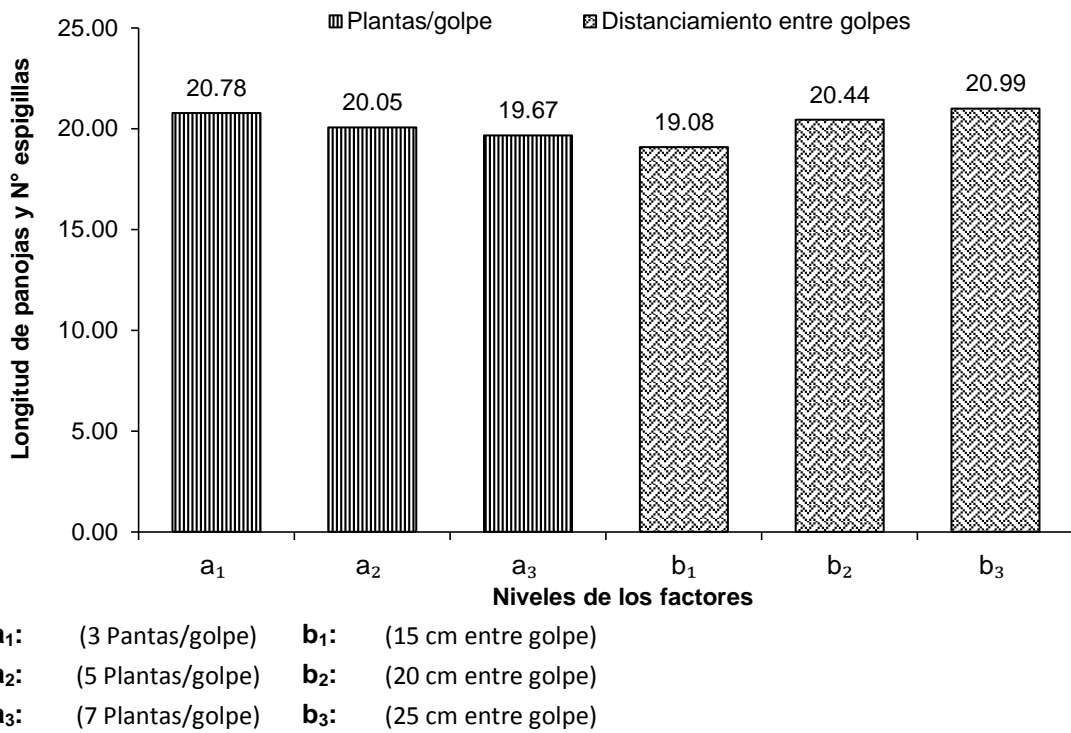 Plantas/golpe Distanciamiento entre golpes
25.00
20.00
15.00
10.00
5.00
0.00
Longitud de panojas y N° espigillas
20.78
20.05
19.67
19.08
20.44
20.99
a₁ a₂ a₃ b₁ b₂ b₃
Niveles de los factores
a₁: (3 Pantas/golpe) b₁: (15 cm entre golpe)
a₂: (5 Plantas/golpe) b₂: (20 cm entre golpe)
a₃: (7 Plantas/golpe) b₃: (25 cm entre golpe)